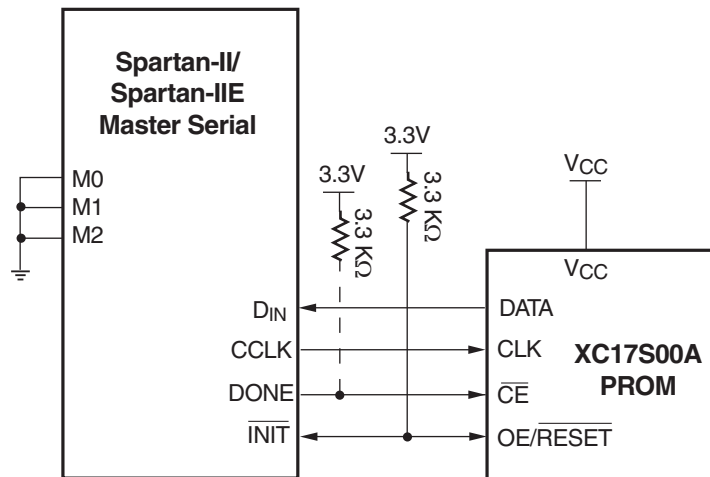 Spartan-II/
Spartan-IIE
Master Serial
M0
M1
M2
3.3V
3.3 KΩ
3.3V
3.3 KΩ
VCC
VCC
DIN
CCLK
DONE
INIT
DATA
CLK
CE
OE/RESET
XC17S00A
PROM